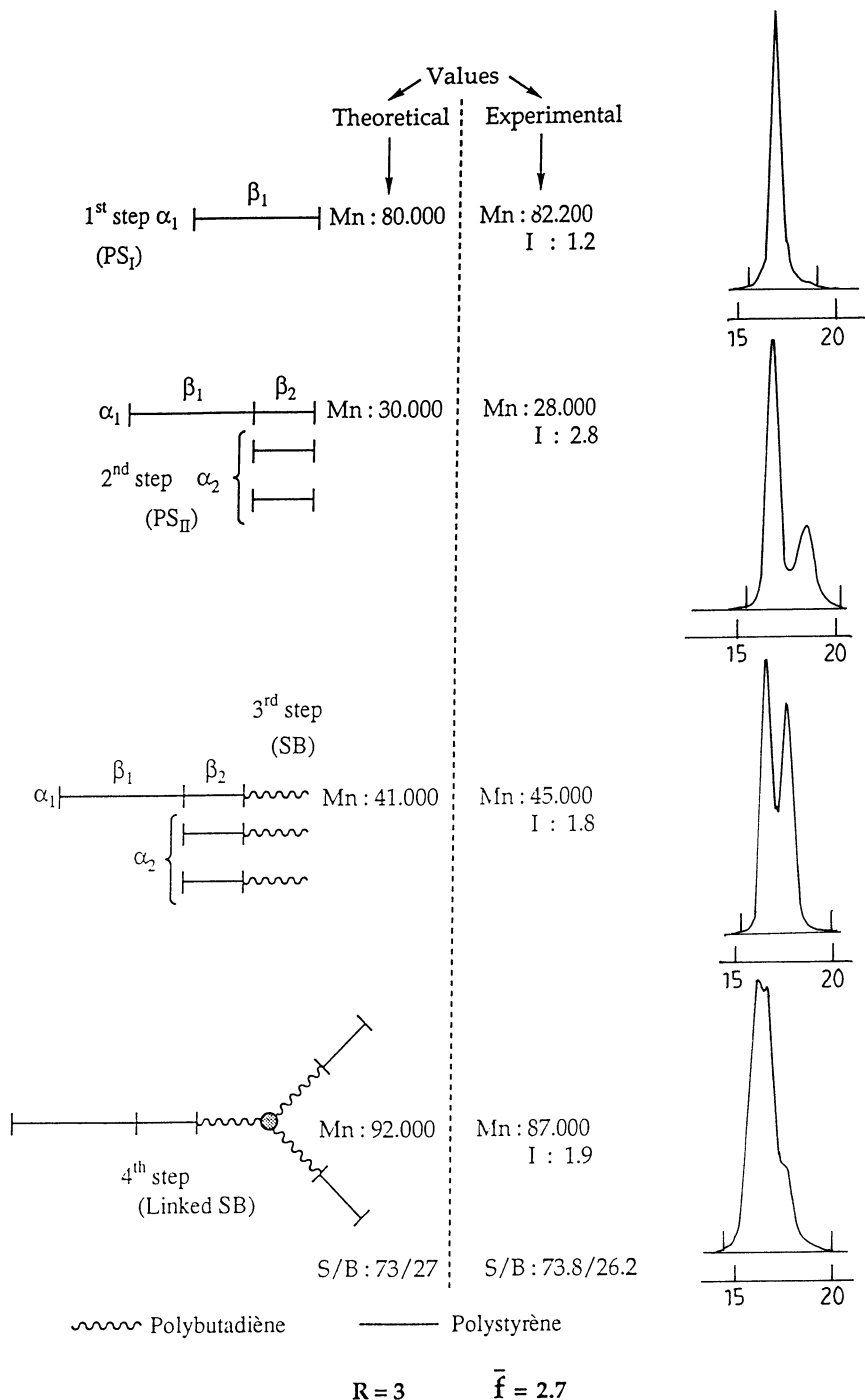 Values
Theoretical Experimental
1st step α1 β1 Mn : 80.000 Mn : 82.200
(PSI) I : 1.2
15 20
β1 β2
α1 Mn : 30.000 Mn : 28.000
I : 2.8
2nd step α2
(PSII)
15 20
3rd step
(SB)
β1 β2
α1 Mn : 41.000 Mn : 45.000
I : 1.8
α2
15 20
Mn : 92.000 Mn : 87.000
I : 1.9
4th step
(Linked SB)
S/B : 73/27 S/B : 73.8/26.2
15 20
Polybutadiène Polystyrène
R = 3 f̄ = 2.7